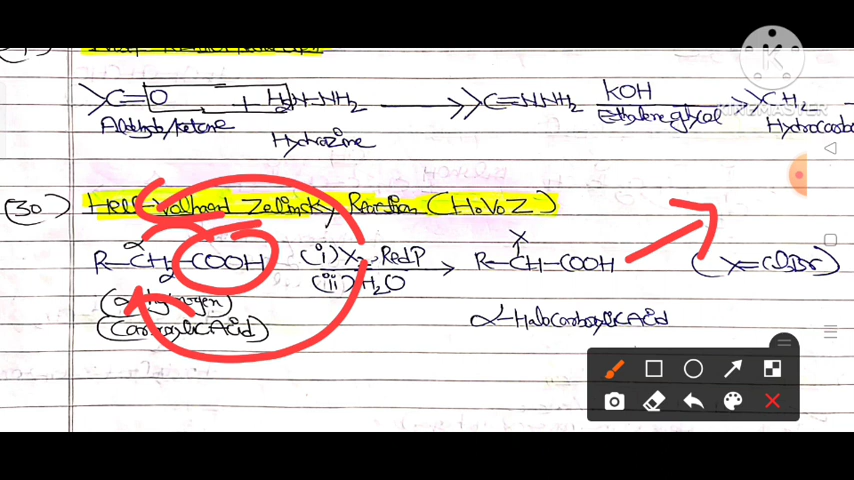 >C=O + H2N-NH2 → >C=N-NH2 KOH → >CH2
Aldehyde/ketone Ethylene glycol
Hydrazine
(30) Hell-Volhard Zelinsky Reaction (H.V.Z)
α X
R-CH2-COOH (i) X2, Red P → R-CH-COOH (X=Cl,Br)
(ii) H2O
(α-hydrogen)
(Carboxylic Acid) α-Halocarboxylic Acid
KINEMASTER